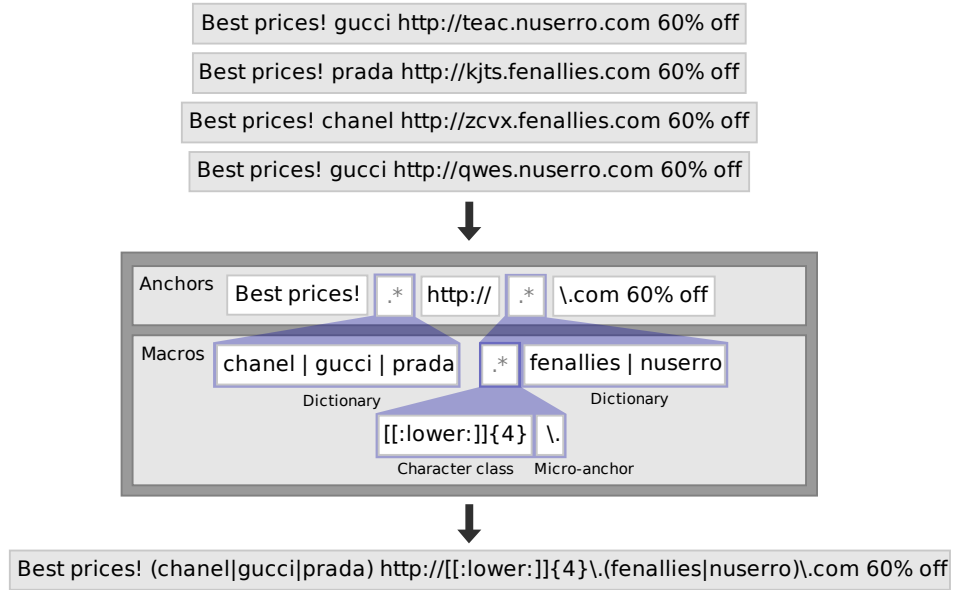 Best prices! gucci http://teac.nuserro.com 60% off
Best prices! prada http://kjts.fenallies.com 60% off
Best prices! chanel http://zcvx.fenallies.com 60% off
Best prices! gucci http://qwes.nuserro.com 60% off
Anchors Best prices! .* http:// .* \.com 60% off
Macros chanel | gucci | prada .* fenallies | nuserro
Dictionary Dictionary
[[:lower:]]{4} \.
Character class Micro-anchor
Best prices! (chanel|gucci|prada) http://[[:lower:]]{4}\.(fenallies|nuserro)\.com 60% off